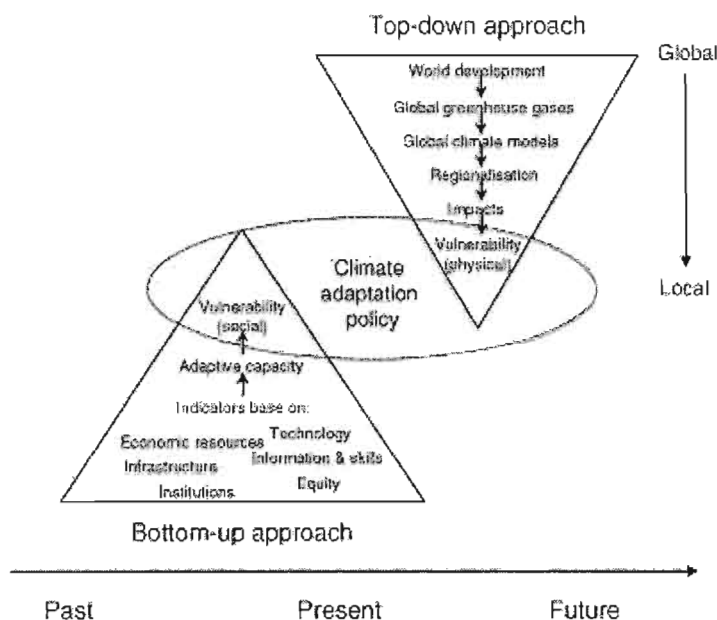 Top-down approach
Global
World development
Global greenhouse gases
Global climate models
Regionalisation
Impacts
Vulnerability
(physical)
Local
Climate
adaptation
policy
Vulnerability
(social)
Adaptive capacity
Indicators base on:
Economic resources
Technology
Infrastructure
Information & skills
Institutions
Equity
Bottom-up approach
Past
Present
Future